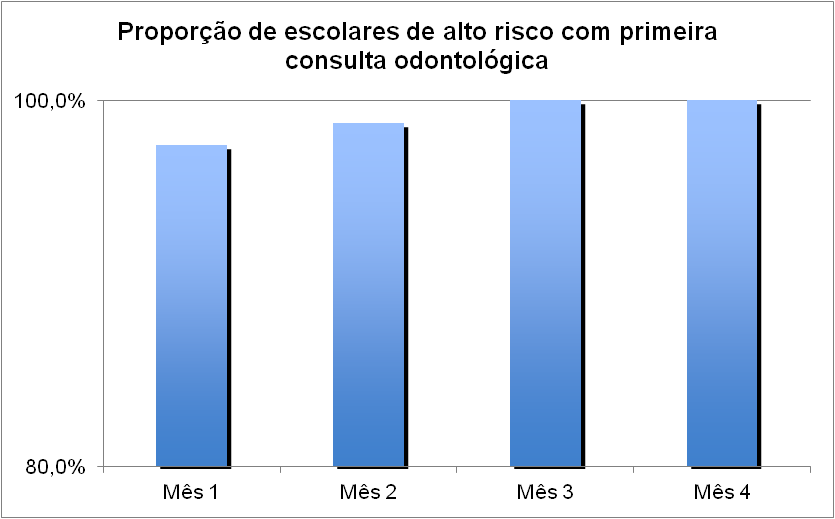 Proporção de escolares de alto risco com primeira
consulta odontológica
100,0%
80,0%
Mês 1
Mês 2
Mês 3
Mês 4